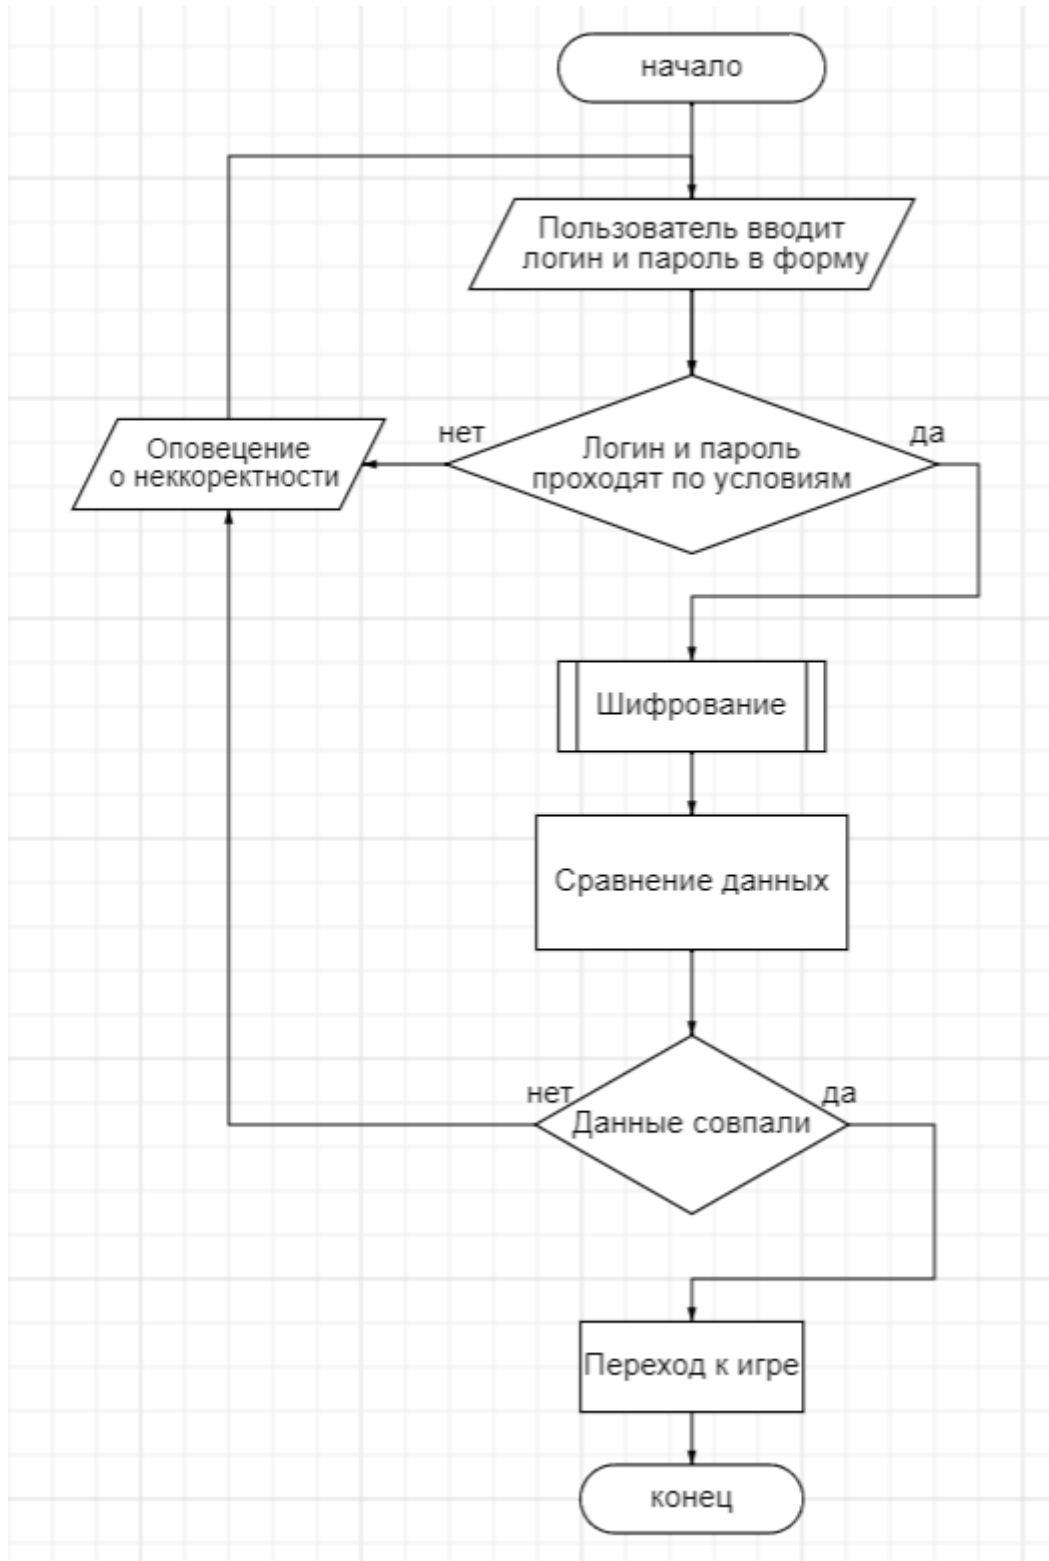 начало
Пользователь вводит
логин и пароль в форму
нет
да
Логин и пароль
проходят по условиям
Оповецение
о неккоректности
Шифрование
Сравнение данных
нет
да
Данные совпали
Переход к игре
конец